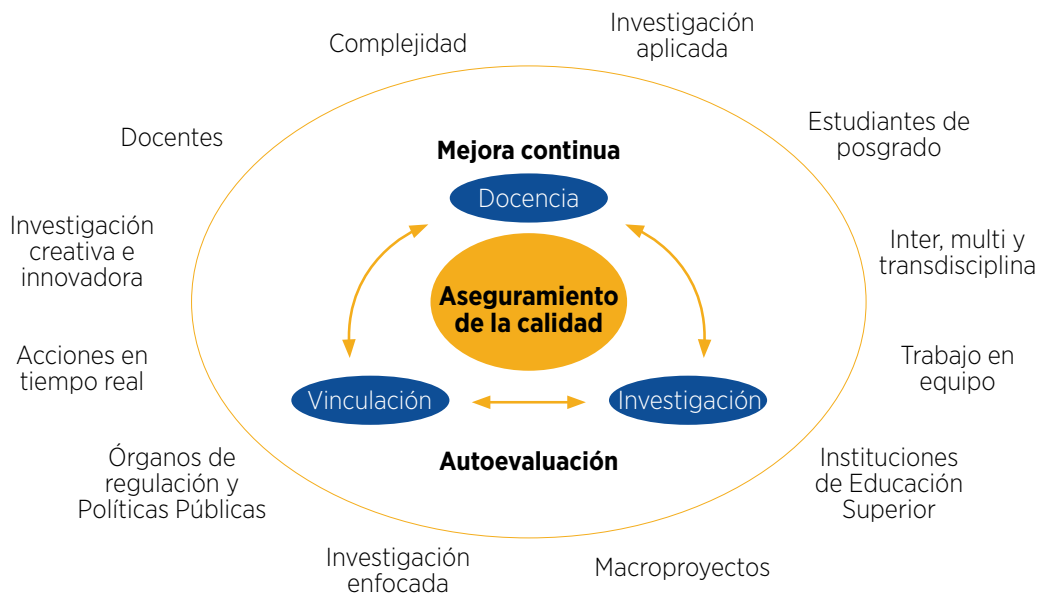 Complejidad
Investigación
aplicada
Docentes
Estudiantes de
posgrado
Mejora continua
Docencia
Investigación
creativa e
innovadora
Inter, multi y
transdisciplina
Aseguramiento
de la calidad
Acciones en
tiempo real
Trabajo en
equipo
Vinculación
Investigación
Autoevaluación
Órganos de
regulación y
Políticas Públicas
Instituciones
de Educación
Superior
Investigación
enfocada
Macroproyectos